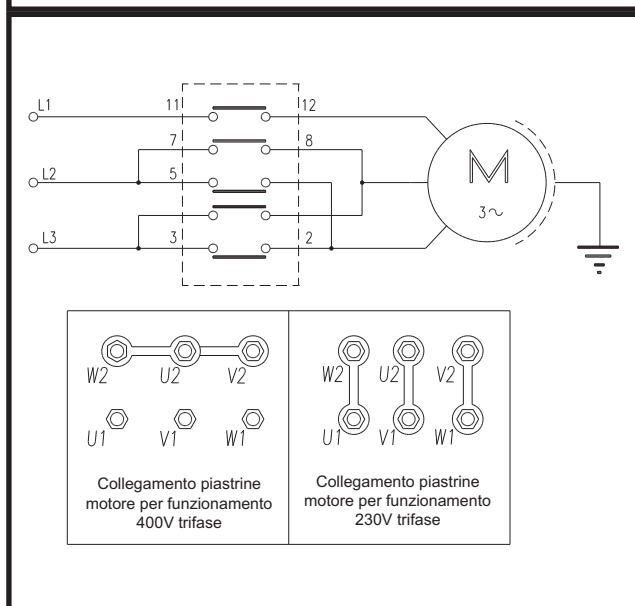 L1 11 12
7 8
L2 5
L3 3 2
M
3~
W2 U2 V2
U1 V1 W1
Collegamento piastrine
motore per funzionamento
400V trifase
W2 U2 V2
U1 V1 W1
Collegamento piastrine
motore per funzionamento
230V trifase